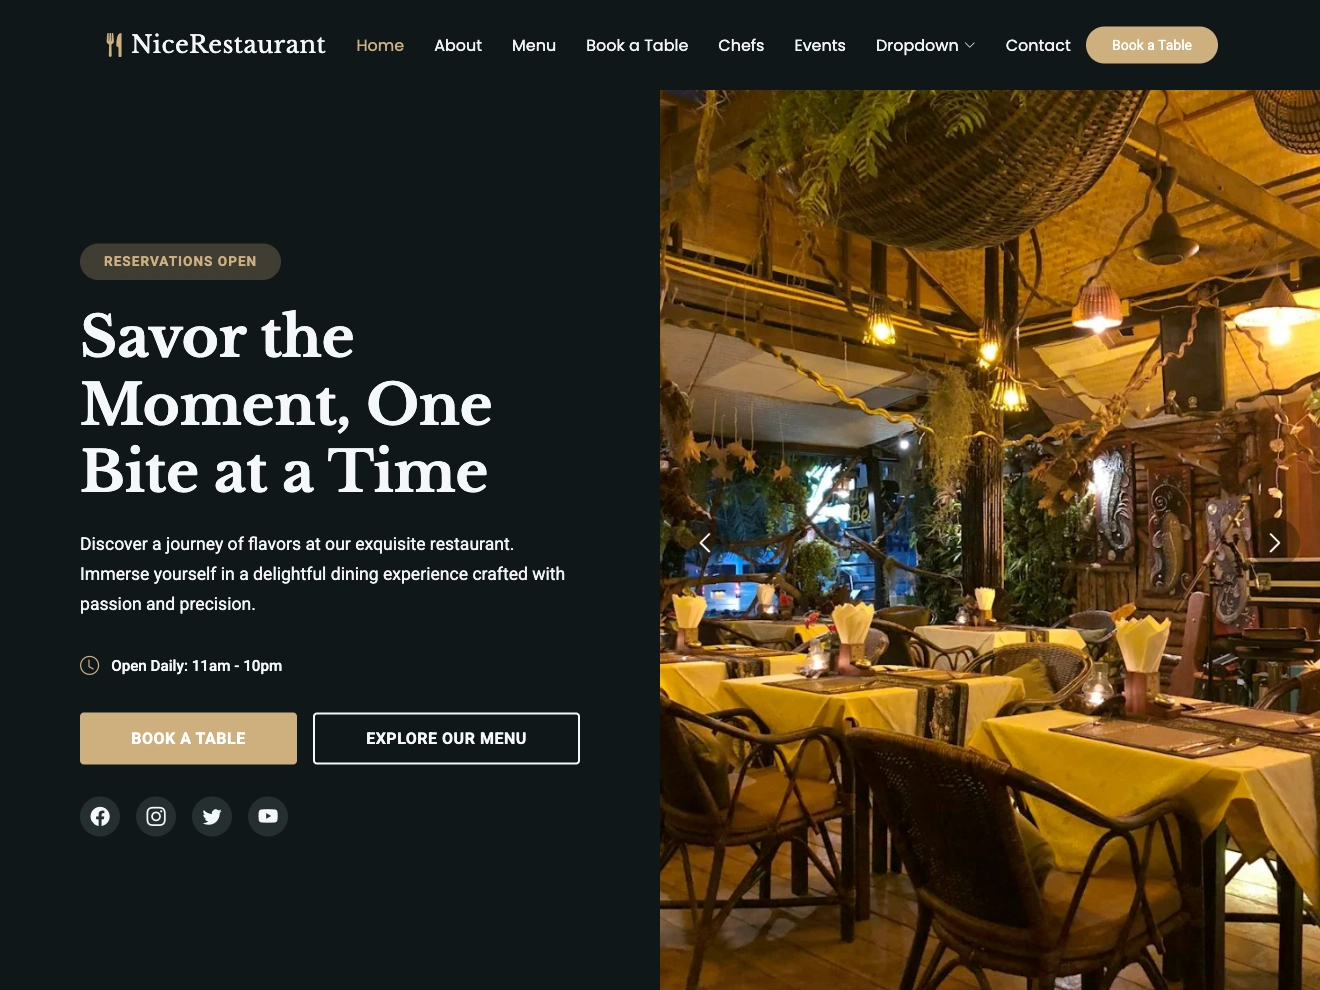 NiceRestaurant
Home
About
Menu
Book a Table
Chefs
Events
Dropdown
Contact
Book a Table
RESERVATIONS OPEN
Savor the
Moment, One
Bite at a Time
Discover a journey of flavors at our exquisite restaurant.
Immerse yourself in a delightful dining experience crafted with
passion and precision.
Open Daily: 11am - 10pm
BOOK A TABLE
EXPLORE OUR MENU